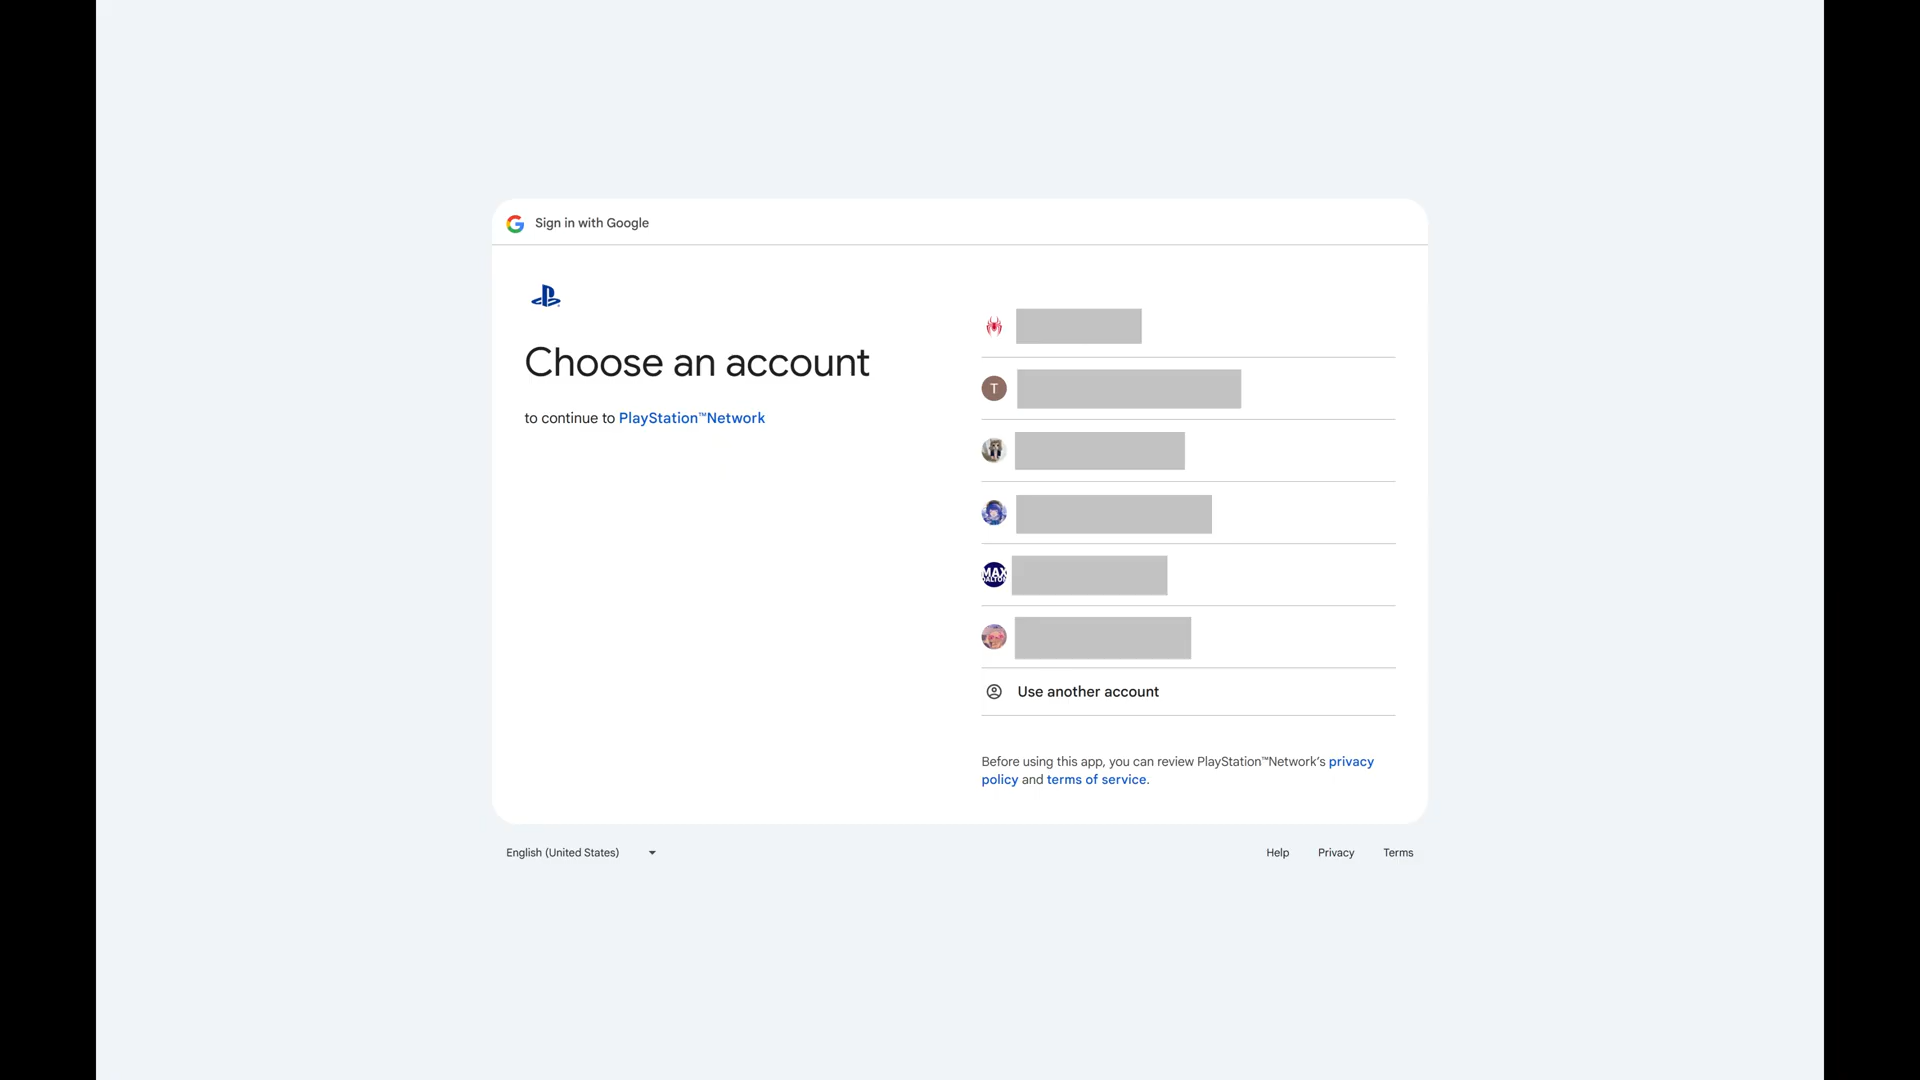 Sign in with Google
Choose an account
to continue to PlayStation™Network
T
MAX
DALTON
Use another account
Before using this app, you can review PlayStation™Network's privacy
policy and terms of service.
English (United States)
Help Privacy Terms